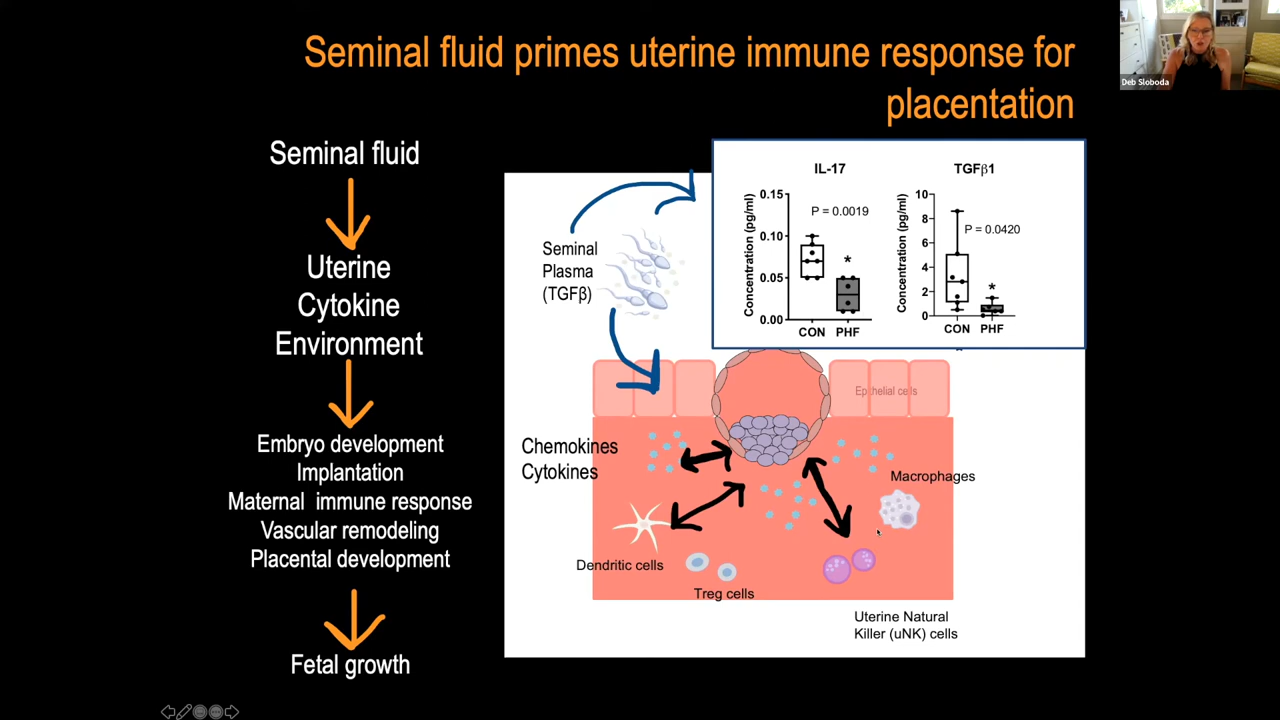 Seminal fluid primes uterine immune response for
placentation
Deb Sloboda
Seminal fluid
Uterine
Cytokine
Environment
Embryo development
Implantation
Maternal immune response
Vascular remodeling
Placental development
Fetal growth
Seminal
Plasma
(TGFβ)
IL-17
Concentration (pg/ml)
0.15
0.10
0.05
0.00
P = 0.0019
*
CON PHF
TGFβ1
Concentration (pg/ml)
10
8
6
4
2
0
P = 0.0420
*
CON PHF
Epithelial cells
Chemokines
Cytokines
Macrophages
Dendritic cells
Treg cells
Uterine Natural
Killer (uNK) cells